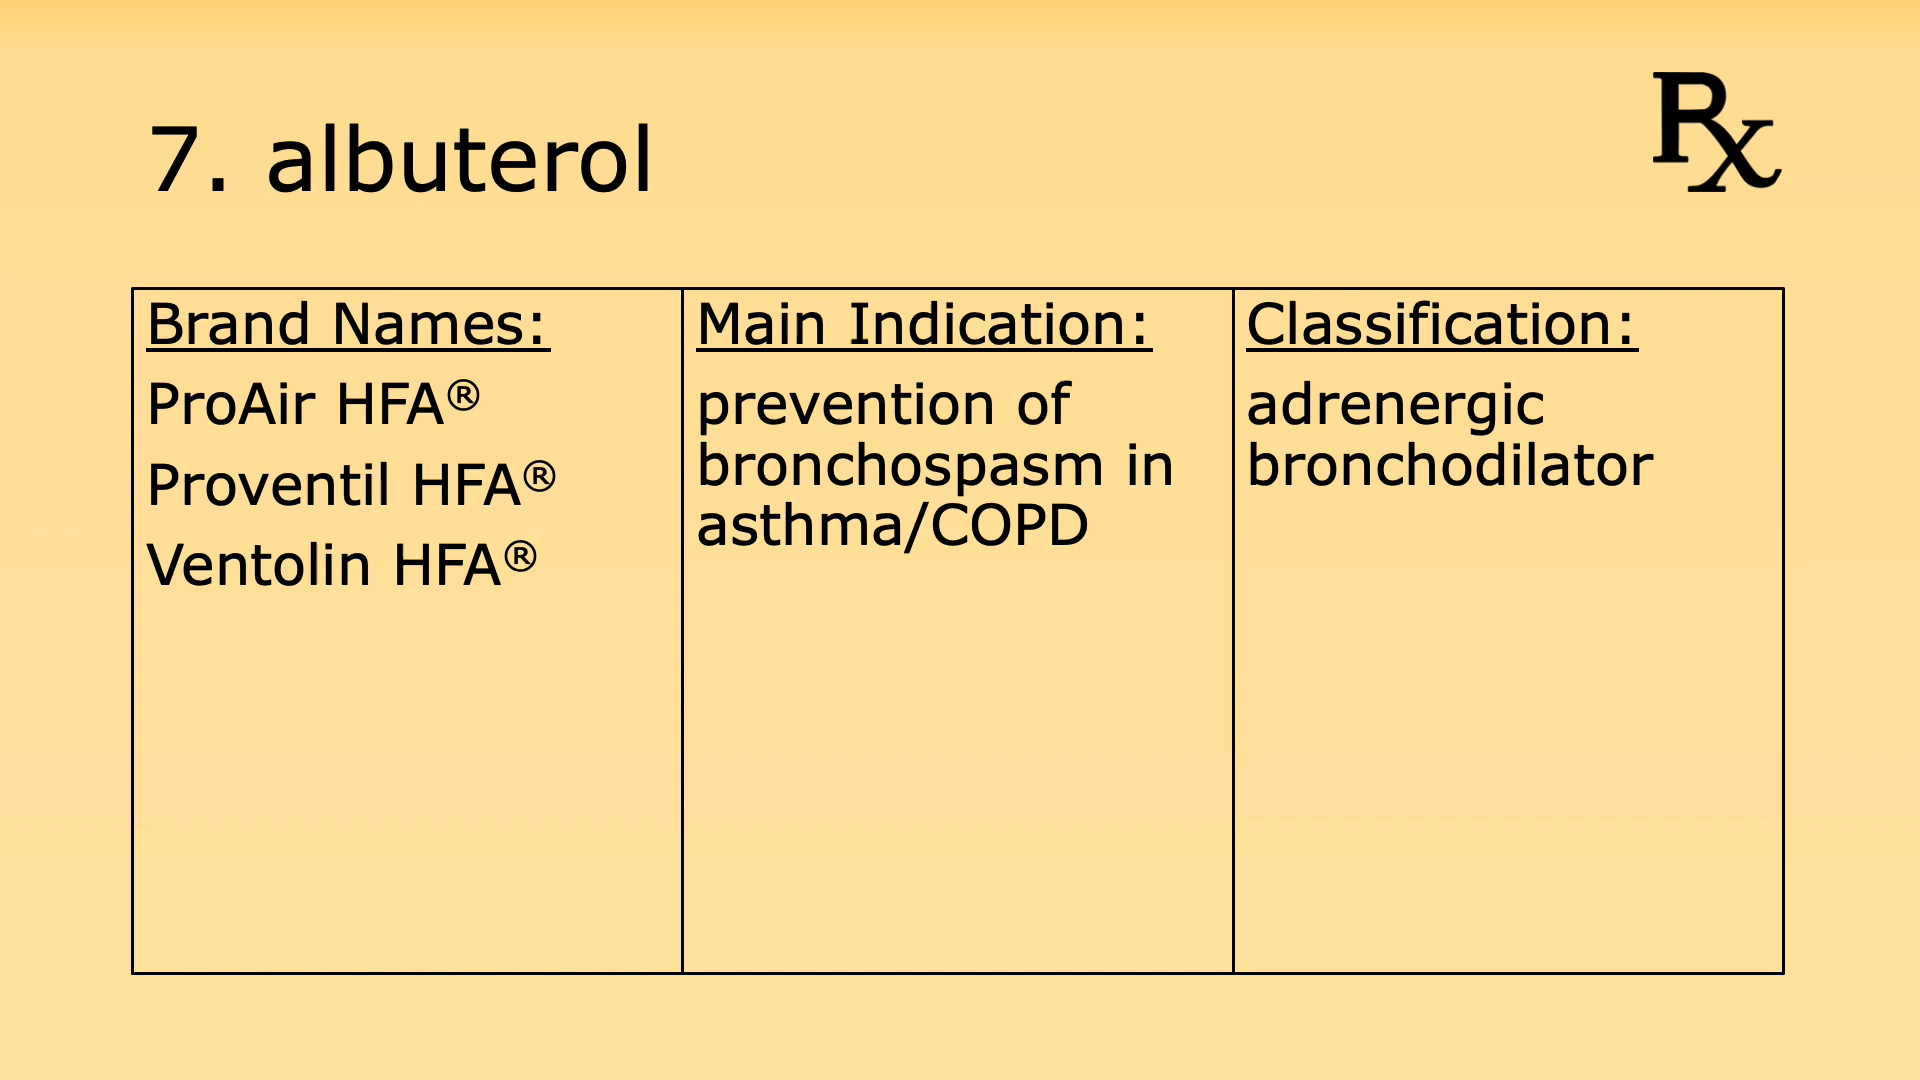 7. albuterol
Rx
Brand Names:
ProAir HFA®
Proventil HFA®
Ventolin HFA®
Main Indication:
prevention of
bronchospasm in
asthma/COPD
Classification:
adrenergic
bronchodilator